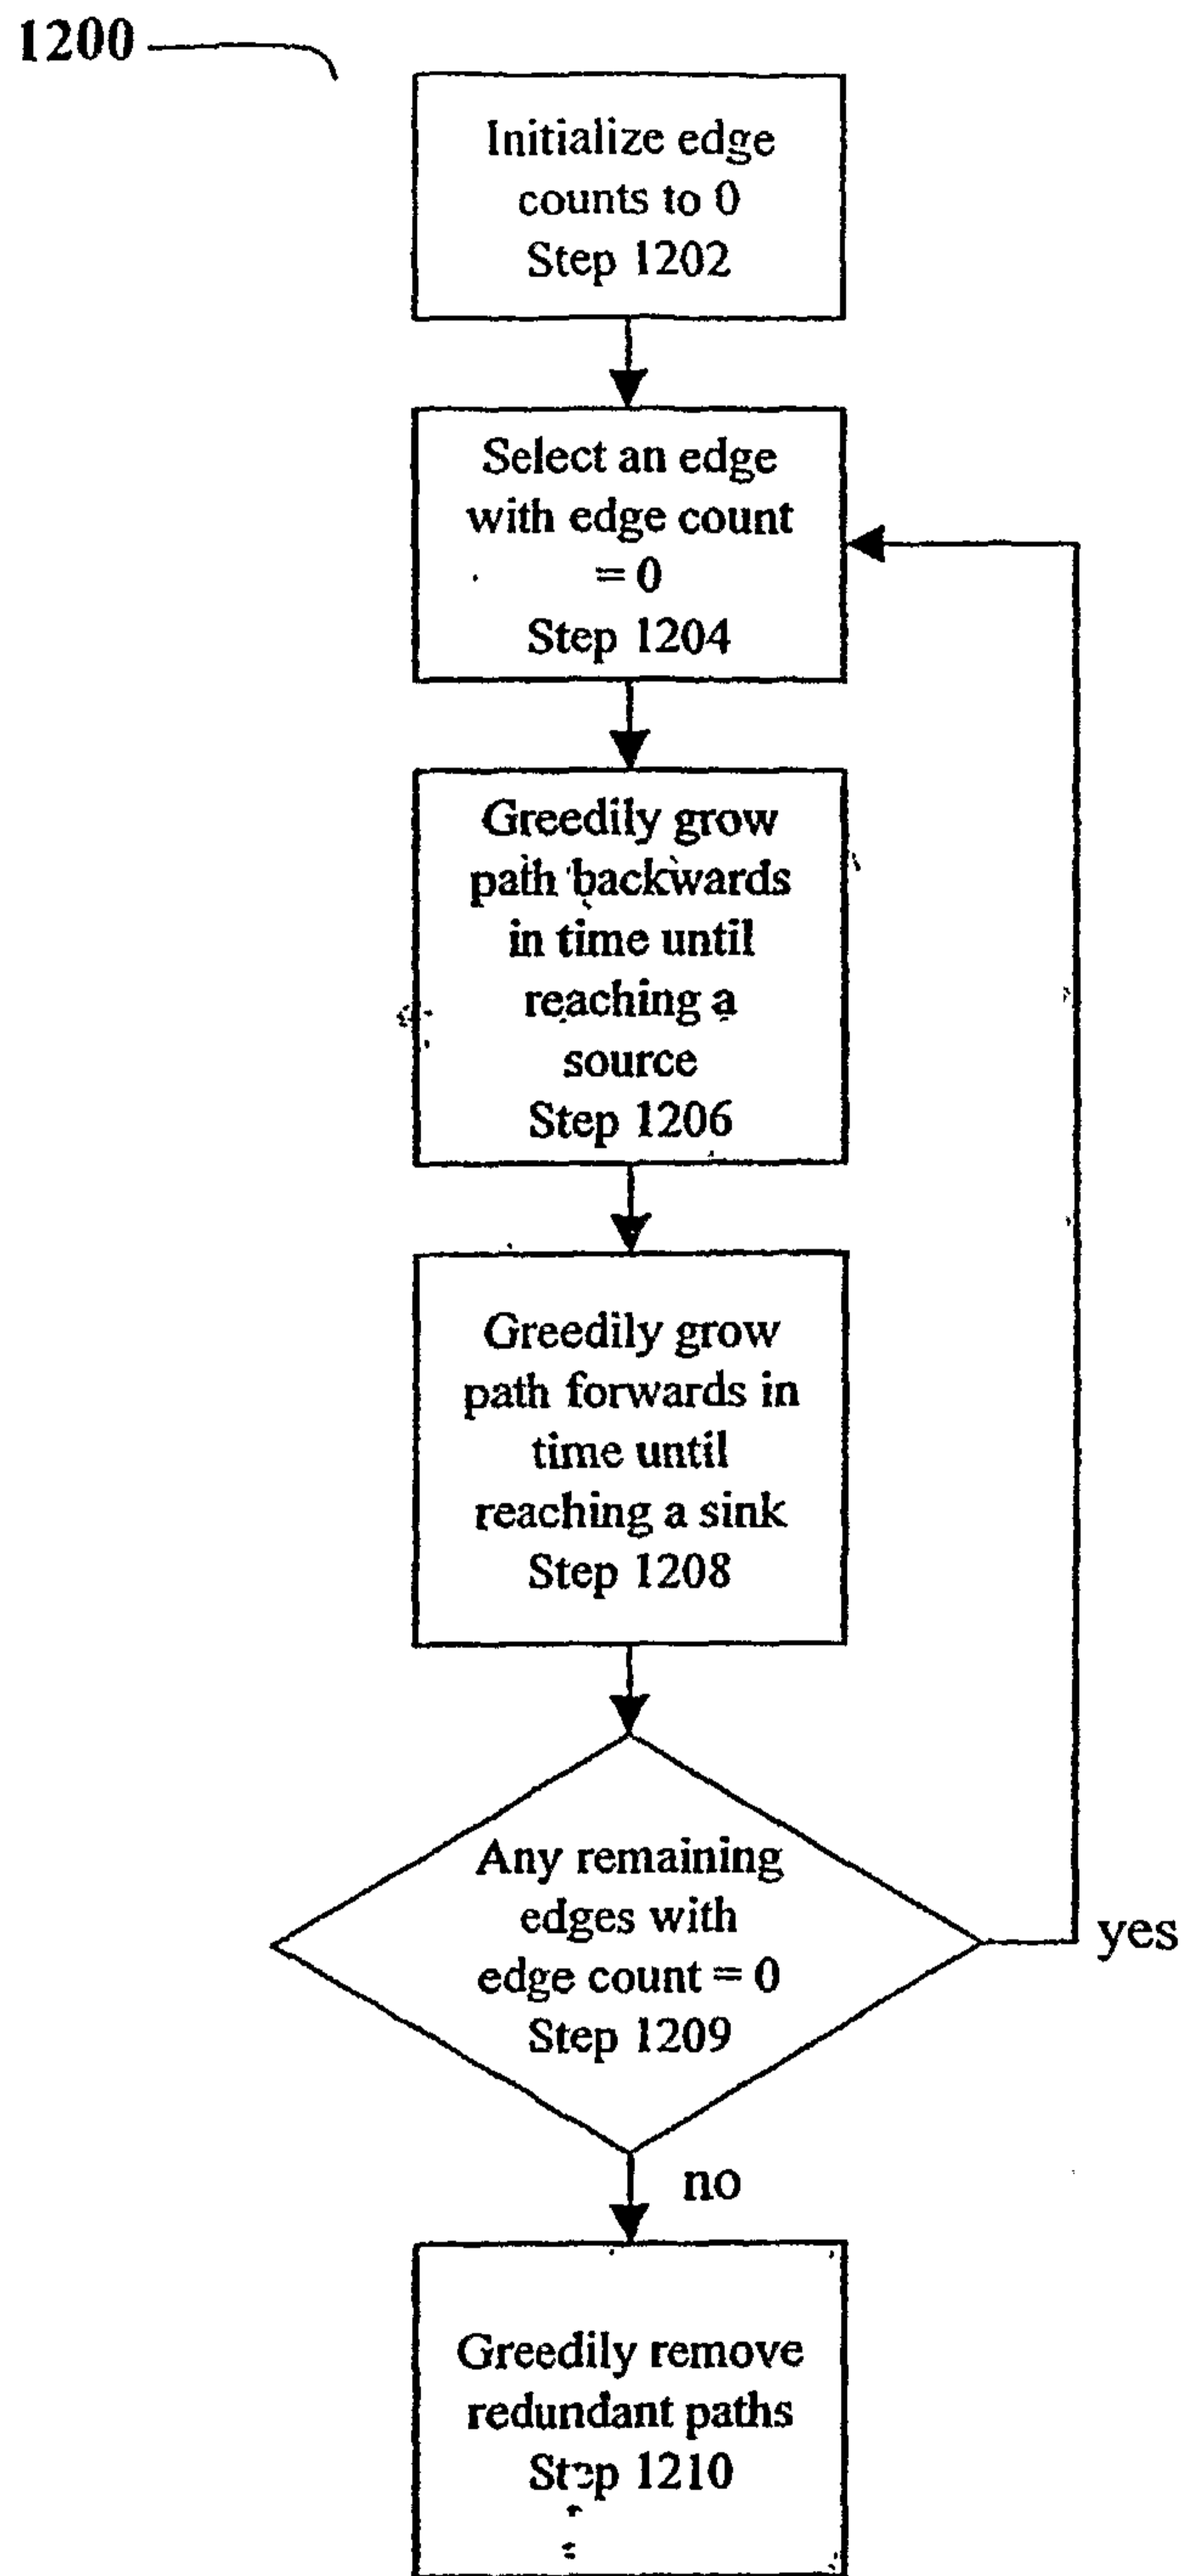 1200
Initialize edge
counts to 0
Step 1202
Select an edge
with edge count
= 0
Step 1204
Greedily grow
path backwards
in time until
reaching a
source
Step 1206
Greedily grow
path forwards in
time until
reaching a sink
Step 1208
Any remaining
edges with
edge count = 0
Step 1209
yes
no
Greedily remove
redundant paths
Step 1210